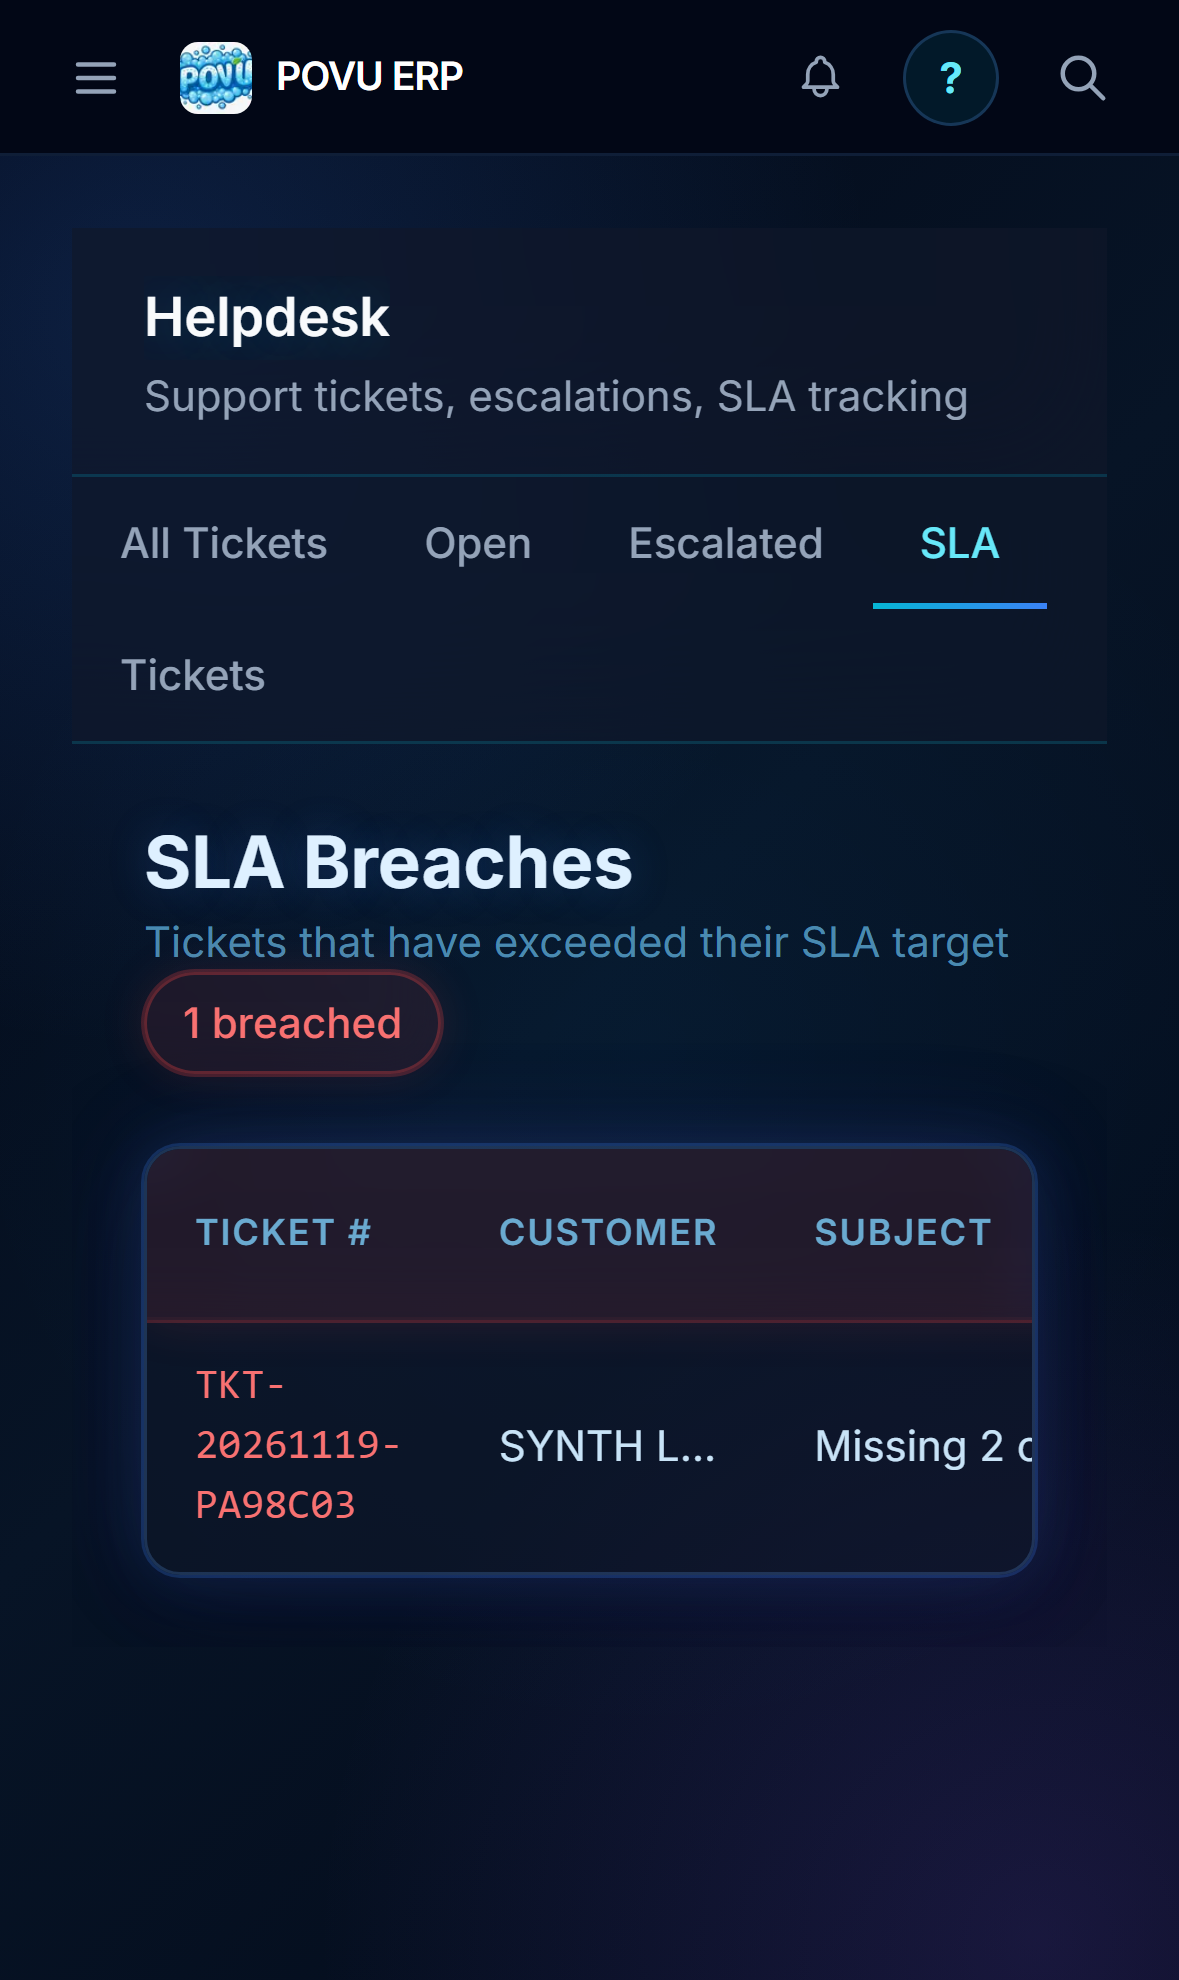 POVU
POVU ERP
?
Helpdesk
Support tickets, escalations, SLA tracking
All Tickets
Open
Escalated
SLA
Tickets
SLA Breaches
Tickets that have exceeded their SLA target
1 breached
TICKET #
CUSTOMER
SUBJECT
TKT-
20261119-
PA98C03
SYNTH L...
Missing 2